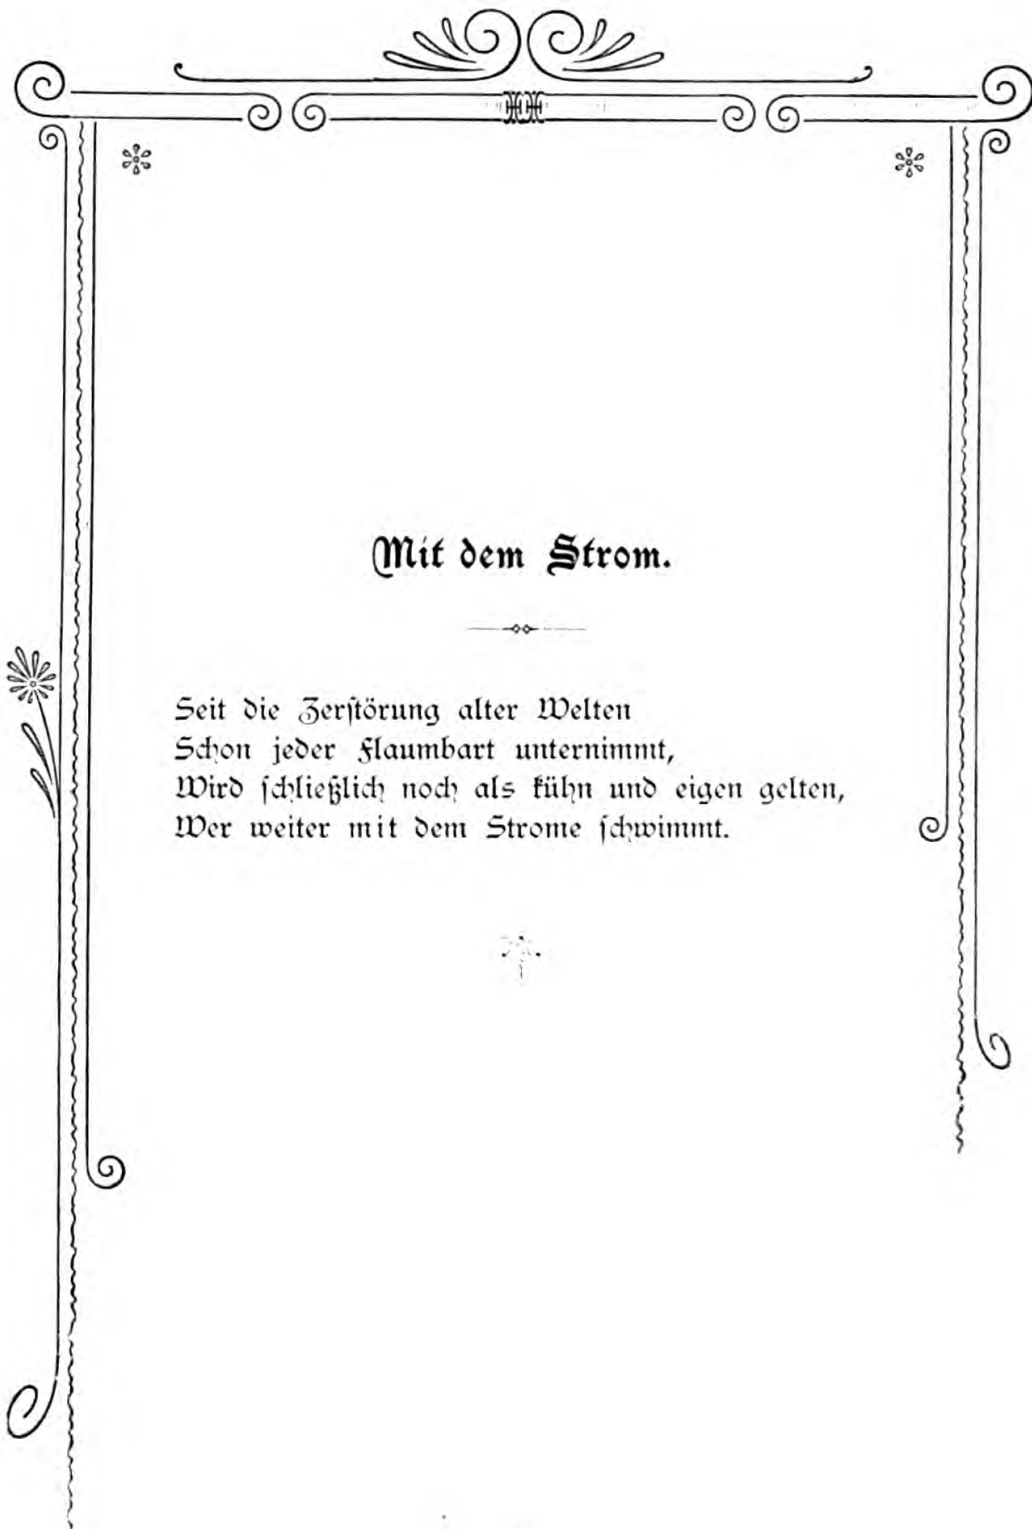 Mit dem Strom.
Seit die Zerſtörung alter Welten
Schon jeder Flaumbart unternimmt,
Wird ſchließlich noch als kühn und eigen gelten,
Wer weiter mit dem Strome ſchwimmt.